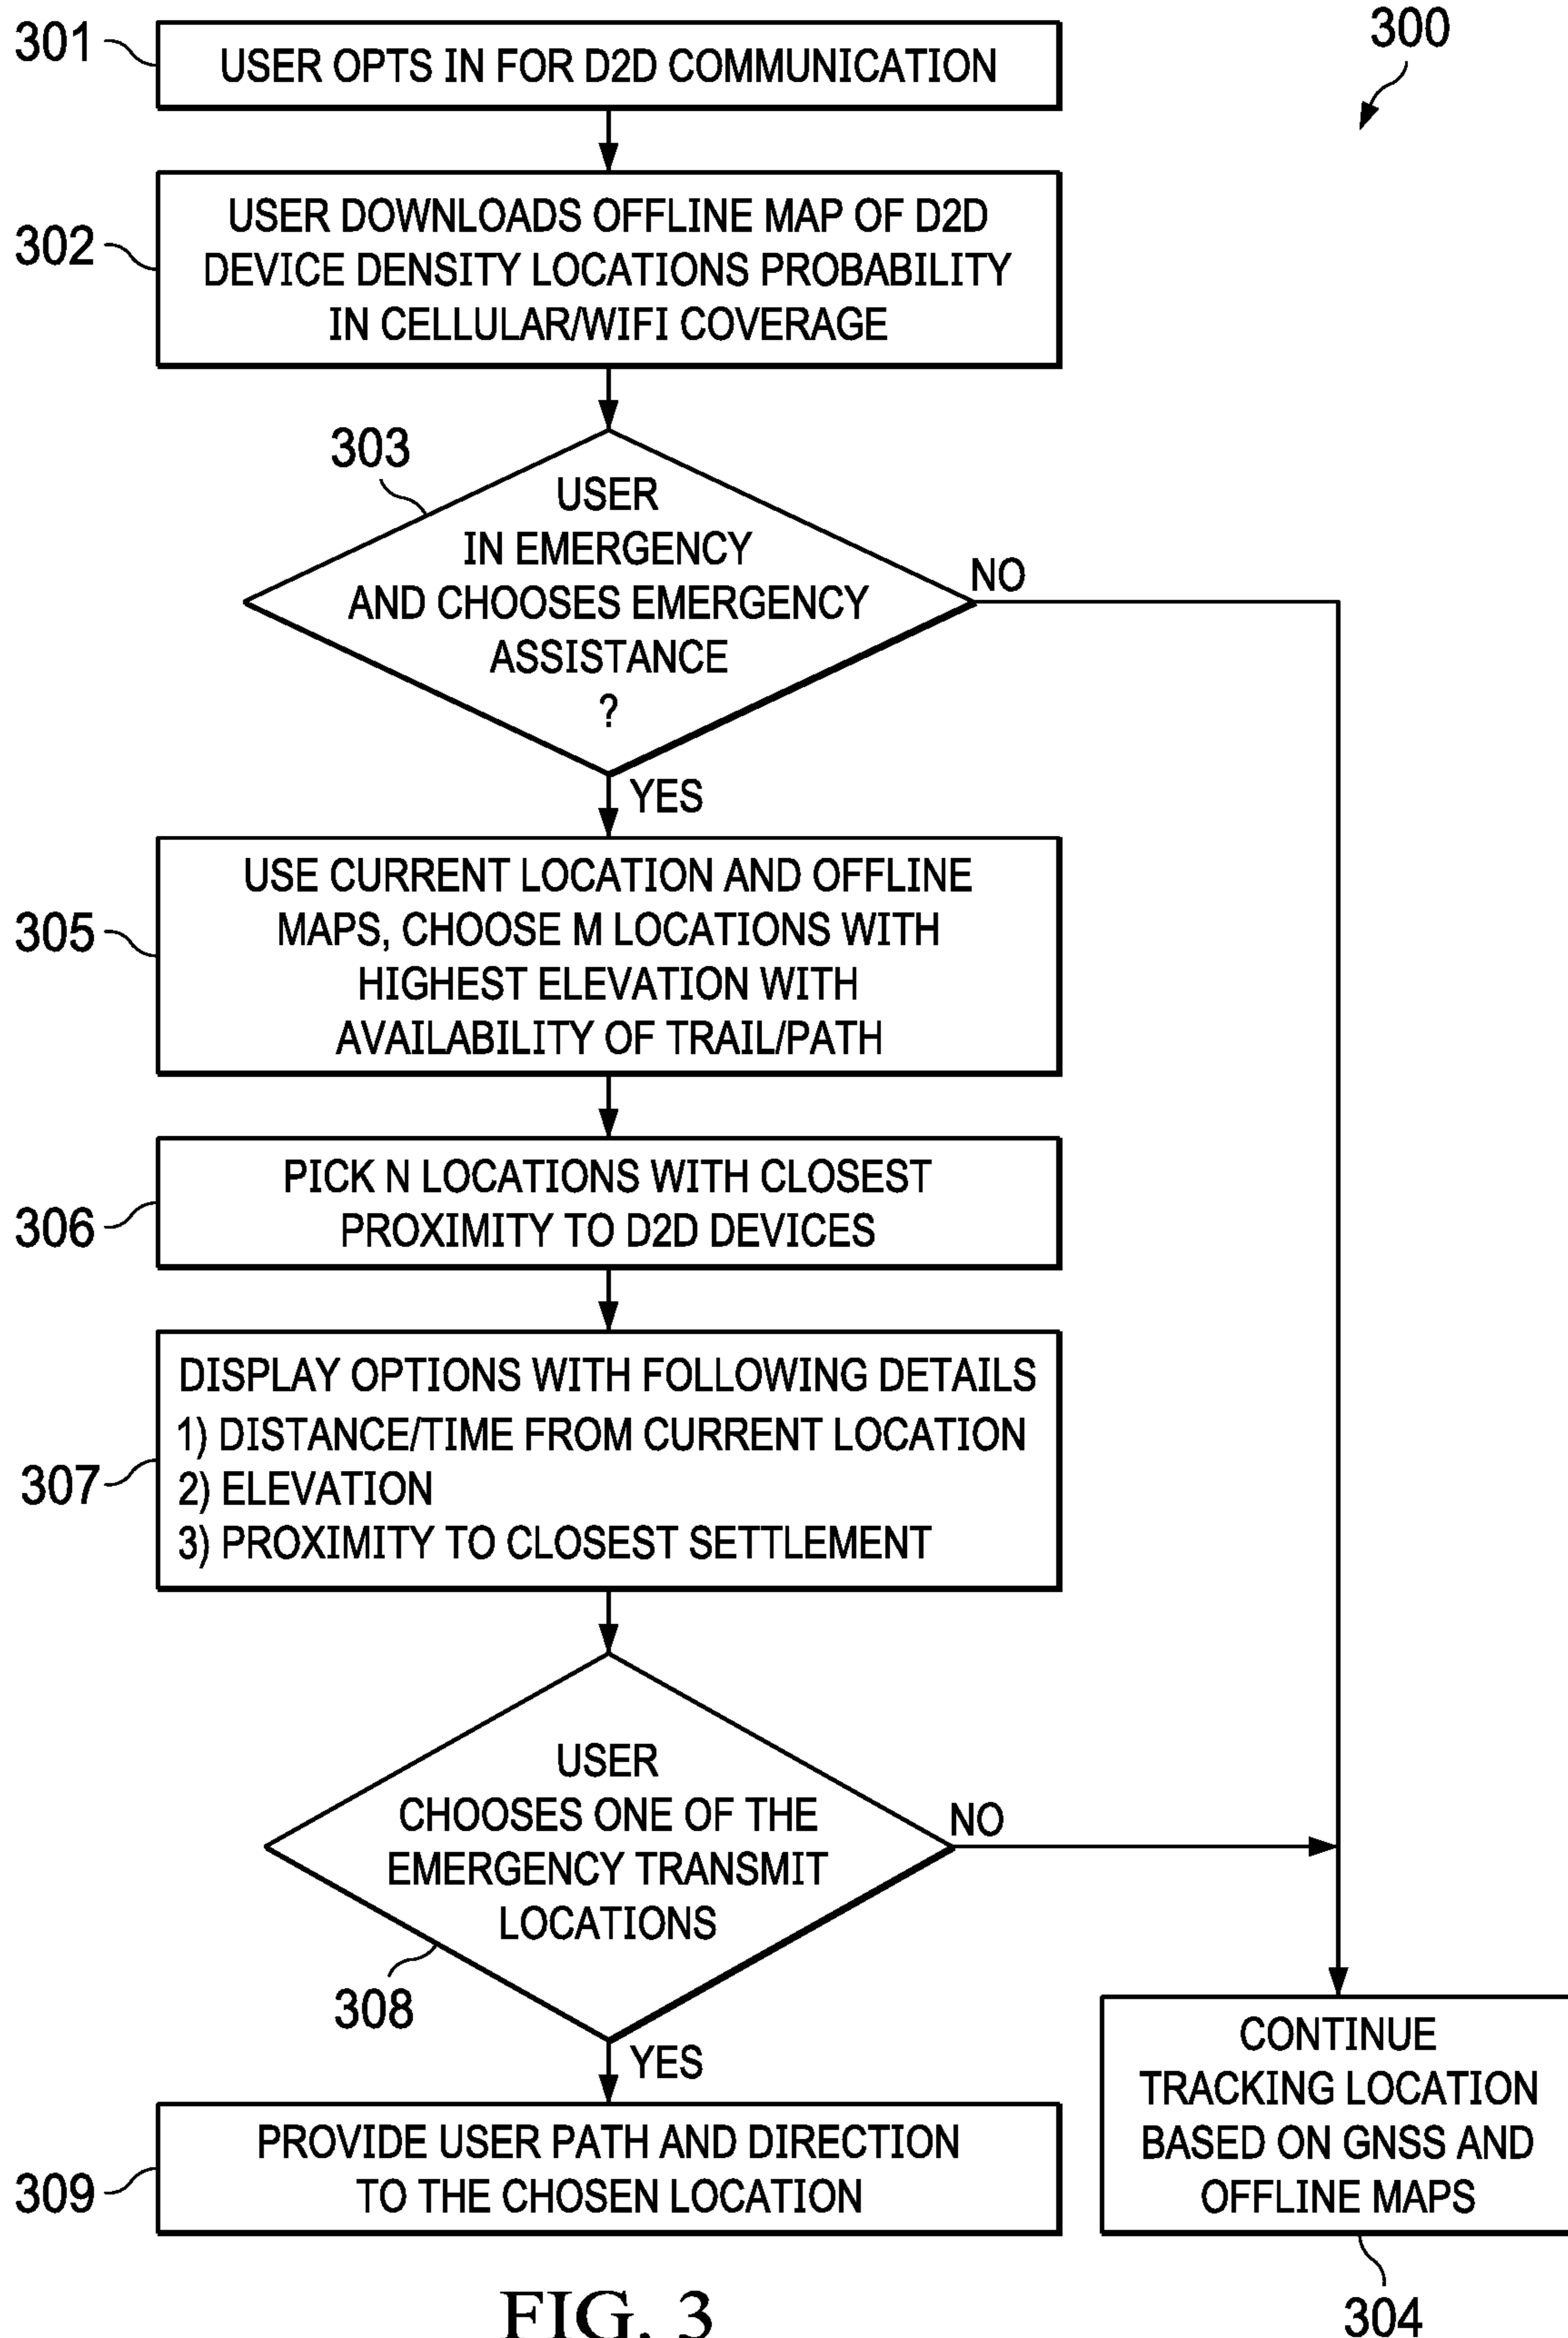 301
USER OPTS IN FOR D2D COMMUNICATION
300
302
USER DOWNLOADS OFFLINE MAP OF D2D
DEVICE DENSITY LOCATIONS PROBABILITY
IN CELLULAR/WIFI COVERAGE
303
USER
IN EMERGENCY
AND CHOOSES EMERGENCY
ASSISTANCE
?
NO
YES
305
USE CURRENT LOCATION AND OFFLINE
MAPS, CHOOSE M LOCATIONS WITH
HIGHEST ELEVATION WITH
AVAILABILITY OF TRAIL/PATH
306
PICK N LOCATIONS WITH CLOSEST
PROXIMITY TO D2D DEVICES
307
DISPLAY OPTIONS WITH FOLLOWING DETAILS
1) DISTANCE/TIME FROM CURRENT LOCATION
2) ELEVATION
3) PROXIMITY TO CLOSEST SETTLEMENT
USER
CHOOSES ONE OF THE
EMERGENCY TRANSMIT
LOCATIONS
NO
308
YES
309
PROVIDE USER PATH AND DIRECTION
TO THE CHOSEN LOCATION
CONTINUE
TRACKING LOCATION
BASED ON GNSS AND
OFFLINE MAPS
304
FIG. 3